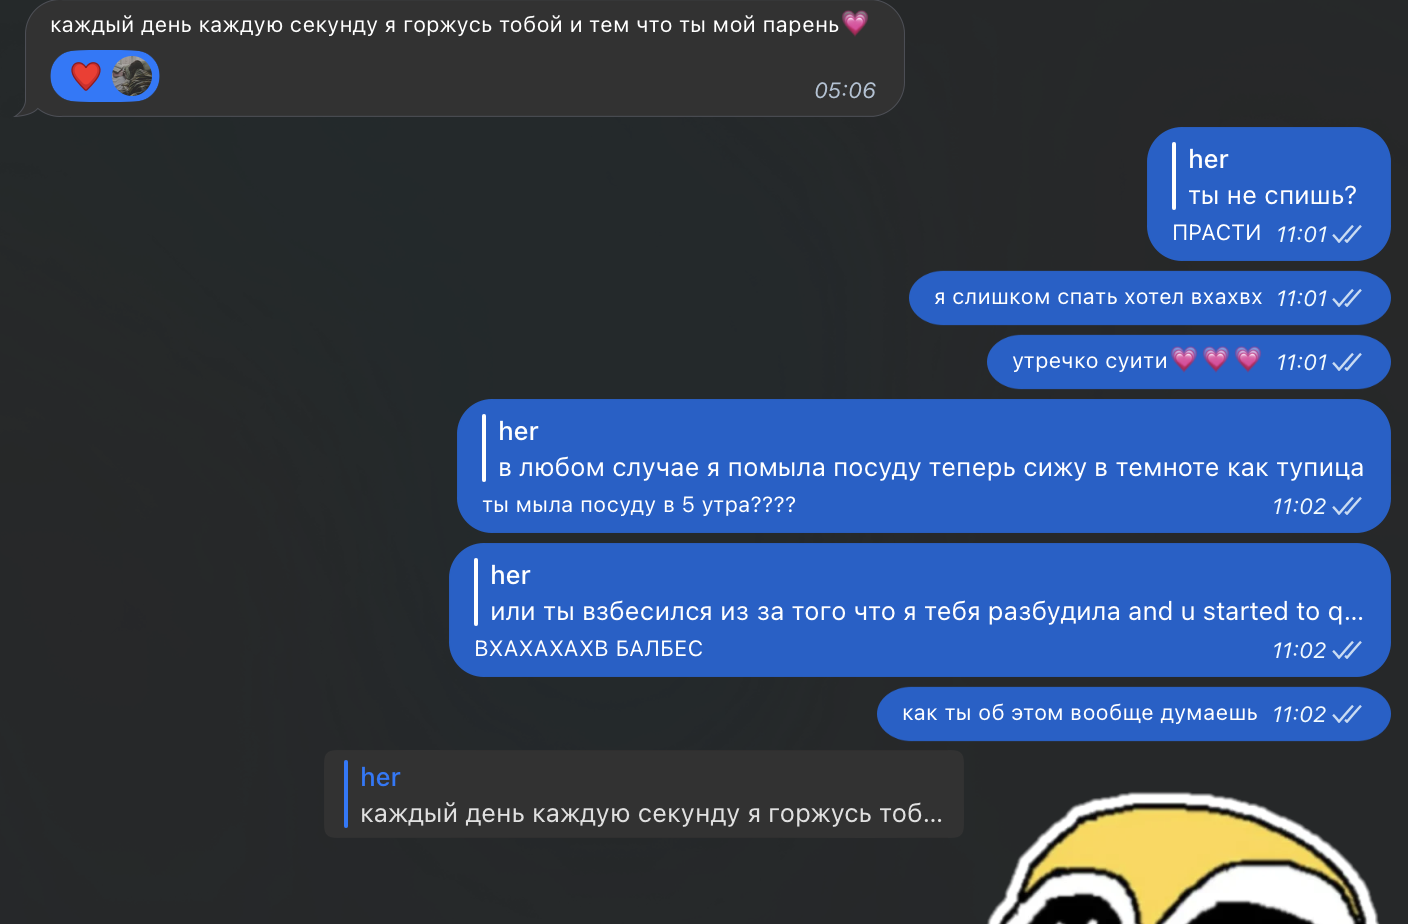 каждый день каждую секунду я горжусь тобой и тем что ты мой парень💗
❤️
05:06
her
ты не спишь?
ПРАСТИ 11:01
я слишком спать хотел вхахвх 11:01
утречко суити💗💗💗 11:01
her
в любом случае я помыла посуду теперь сижу в темноте как тупица
ты мыла посуду в 5 утра???? 11:02
her
или ты взбесился из за того что я тебя разбудила and u started to q...
ВХАХАХАХВ БАЛБЕС 11:02
как ты об этом вообще думаешь 11:02
her
каждый день каждую секунду я горжусь тоб...